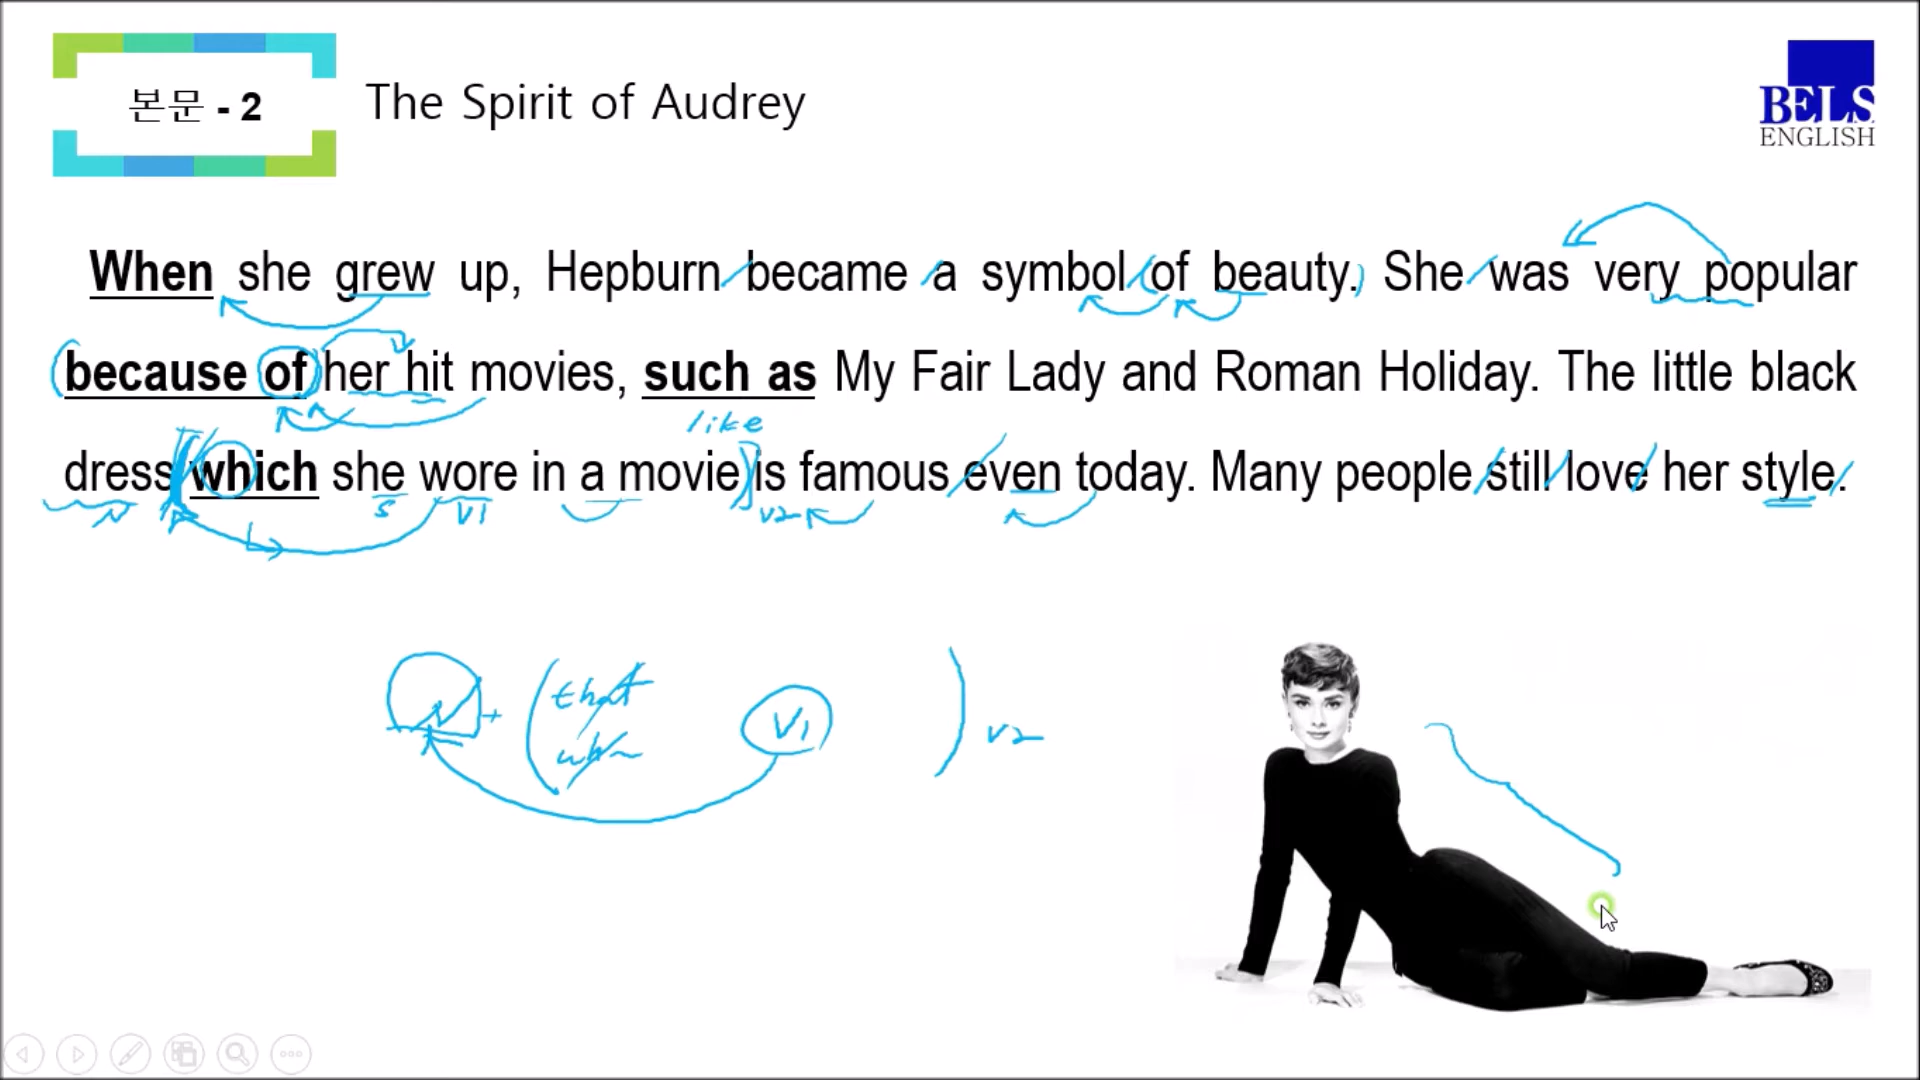 본문 - 2
The Spirit of Audrey
BELS
ENGLISH
When she grew up, Hepburn became a symbol of beauty. She was very popular
because of her hit movies, such as My Fair Lady and Roman Holiday. The little black
like
dress which she wore in a movie is famous even today. Many people still love her style.
N S V1 V2
N + ( that V1 ) V2